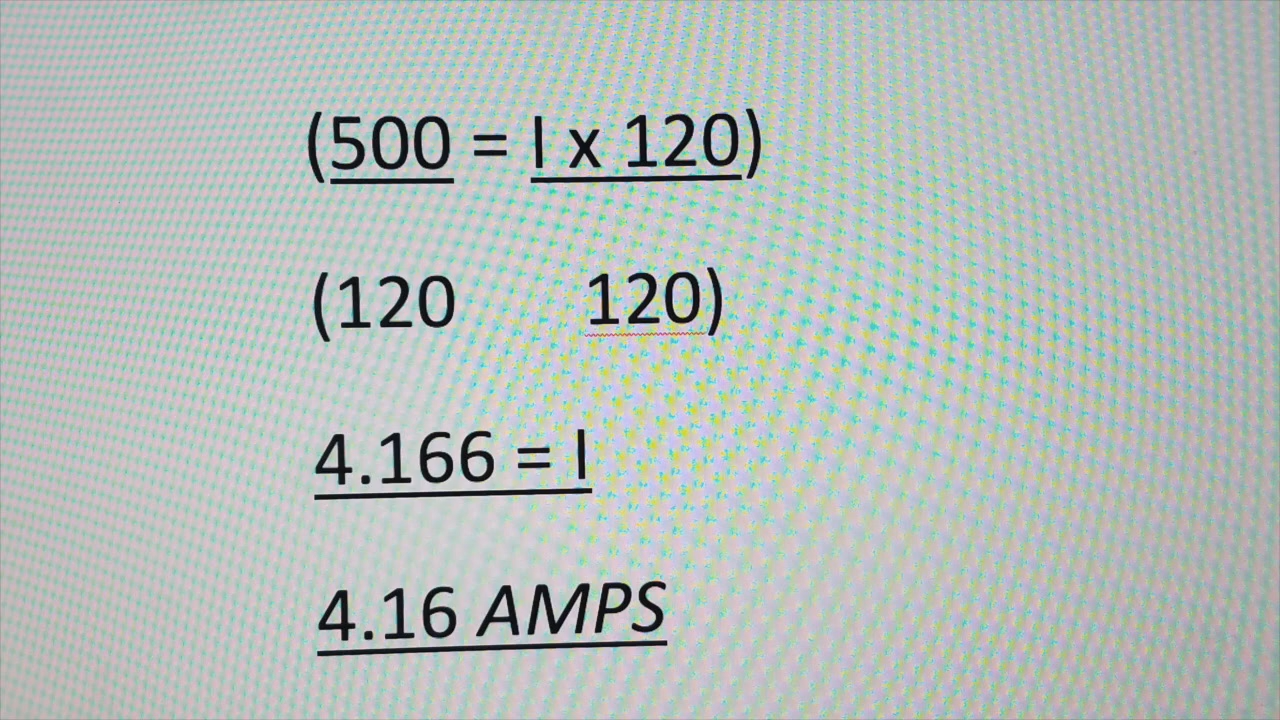 (500 = I x 120)
(120 120)
4.166 = I
4.16 AMPS